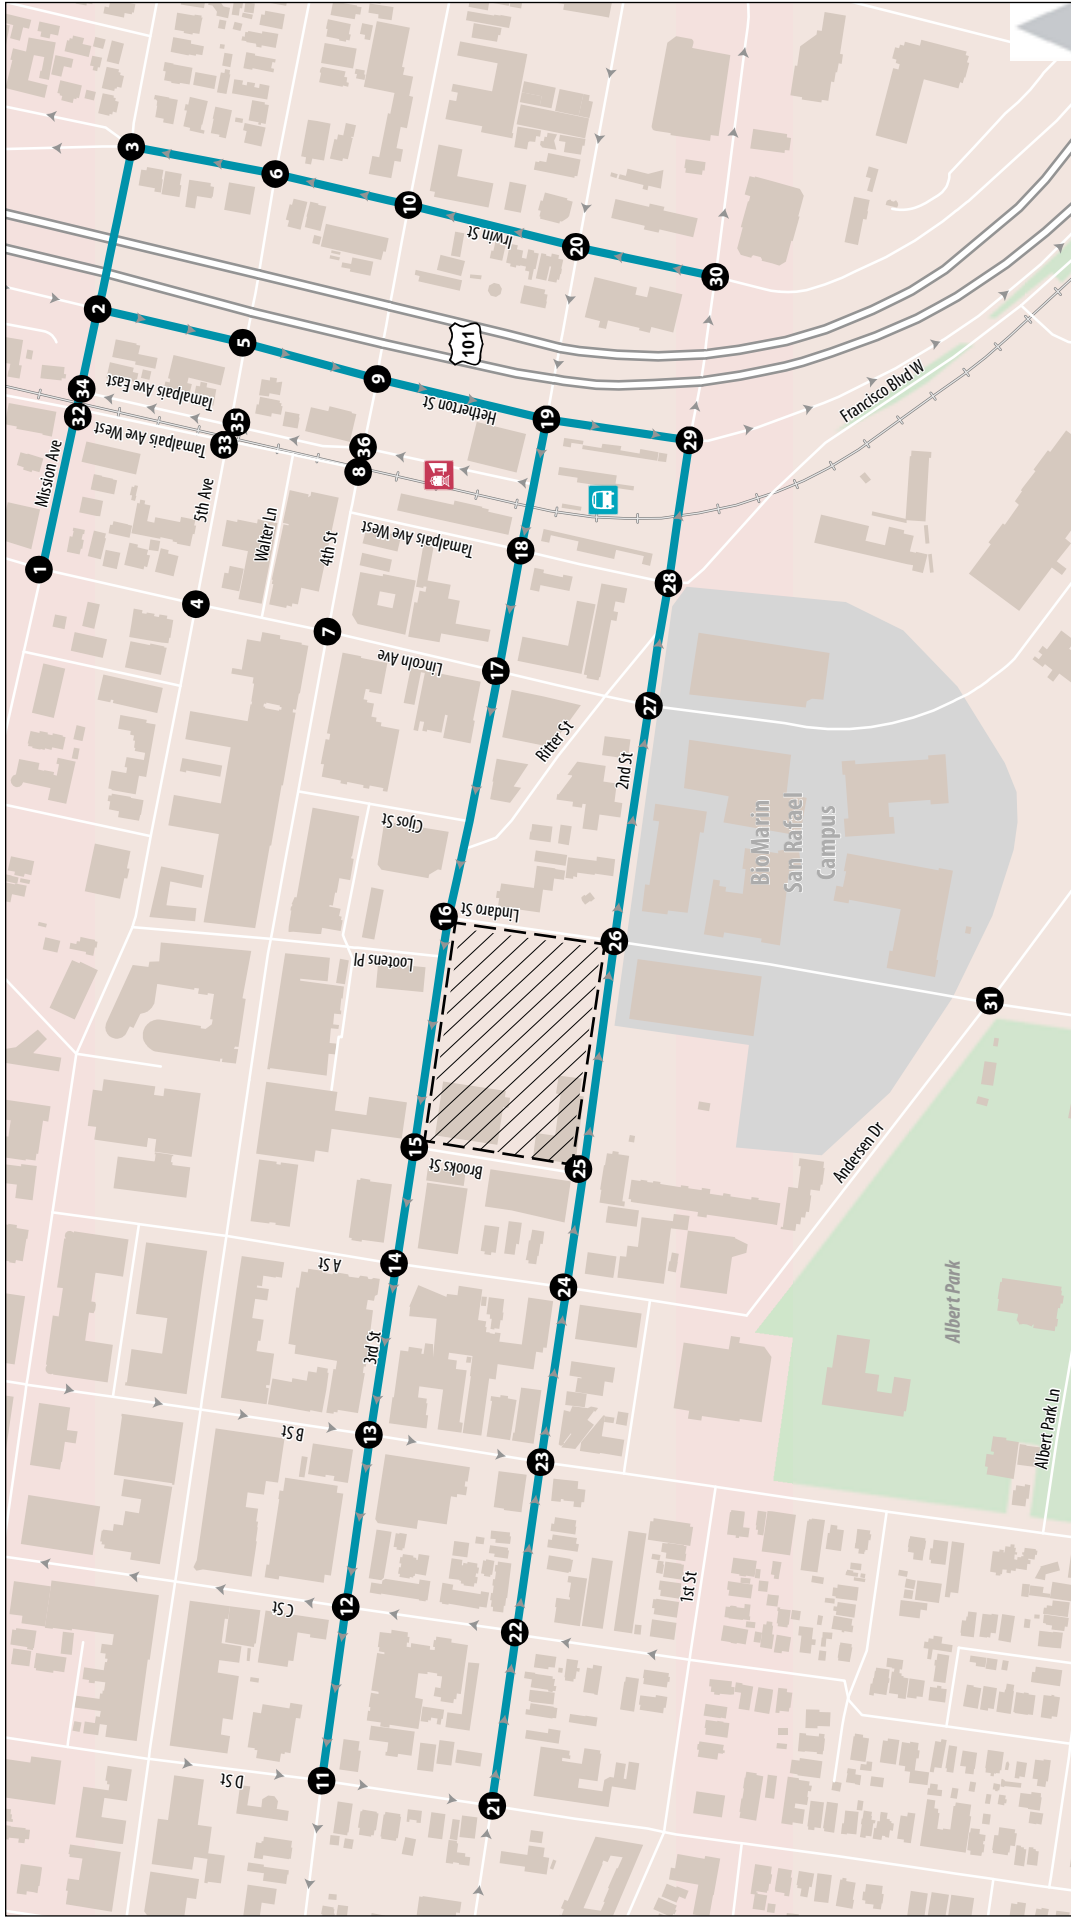 3
2
6
34
5
32
Tamalpais Ave East
35
Tamalpais Ave West
33
Mission Ave
10
Irwin St
9
Hetherton St
101
20
30
36
8
19
29
Francisco Blvd W
5th Ave
Walter Ln
4th St
Tamalpais Ave West
1
4
7
Lincoln Ave
18
28
17
27
Ritter St
2nd St
Cijos St
BioMarin
San Rafael
Campus
16
Lindaro St
26
Lootens Pl
31
15
Brooks St
25
Andersen Dr
A St
14
24
3rd St
Albert Park
B St
13
23
Albert Park Ln
C St
12
22
1st St
D St
11
21